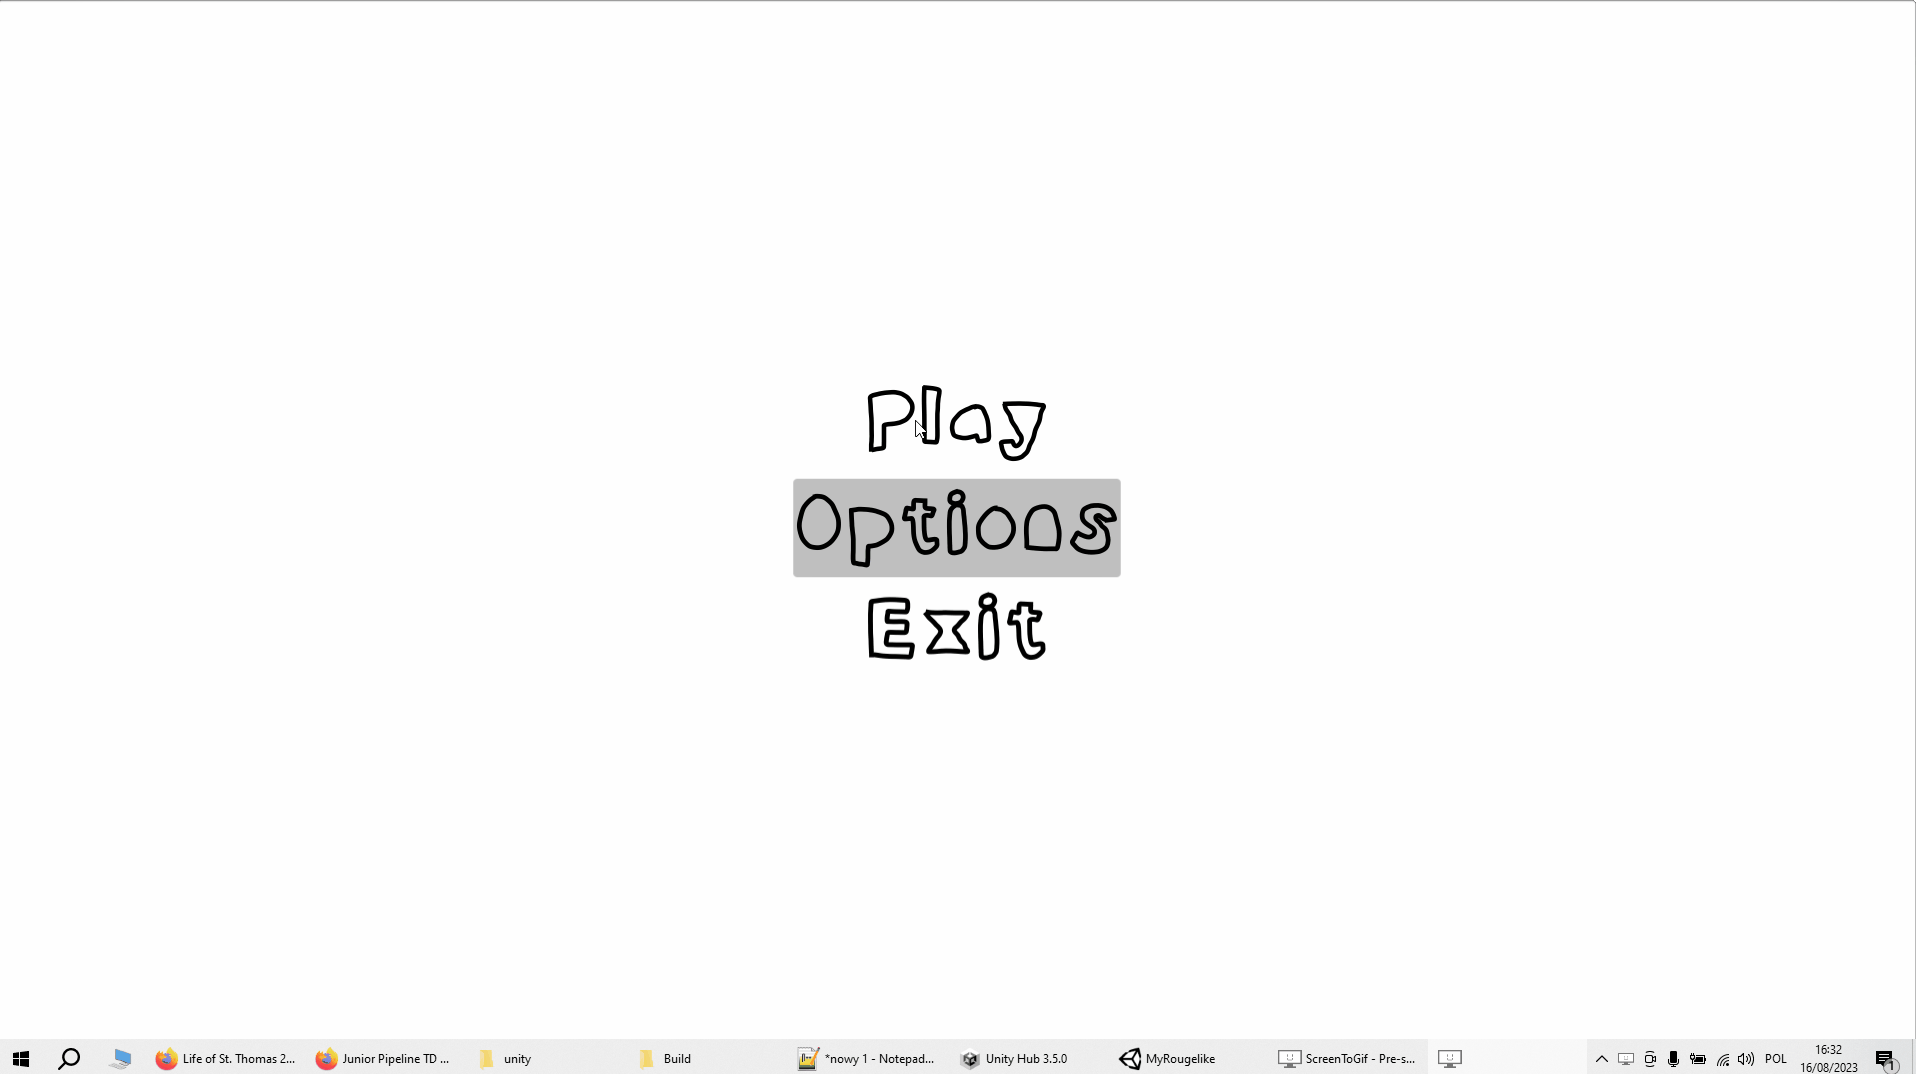 Play
Options
Exit
Life of St. Thomas 2...
Junior Pipeline TD ...
unity
Build
*nowy 1 - Notepad...
Unity Hub 3.5.0
MyRougelike
ScreenToGif - Pre-s...
POL
16:32
16/08/2023
1